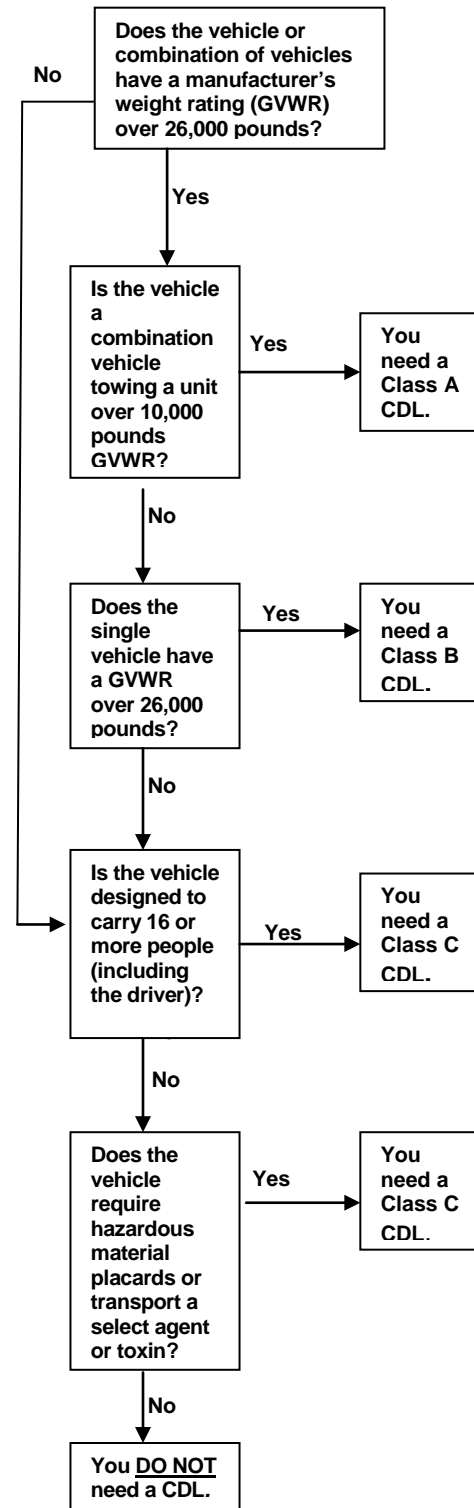 Does the vehicle or
combination of vehicles
have a manufacturer's
weight rating (GVWR)
over 26,000 pounds?
No
Yes
Is the vehicle
a
combination
vehicle
towing a unit
over 10,000
pounds
GVWR?
Yes
You
need a
Class A
CDL.
No
Does the
single
vehicle have
a GVWR
over 26,000
pounds?
Yes
You
need a
Class B
CDL.
No
Is the vehicle
designed to
carry 16 or
more people
(including
the driver)?
Yes
You
need a
Class C
CDL.
No
Does the
vehicle
require
hazardous
material
placards or
transport a
select agent
or toxin?
Yes
You
need a
Class C
CDL.
No
You DO NOT
need a CDL.